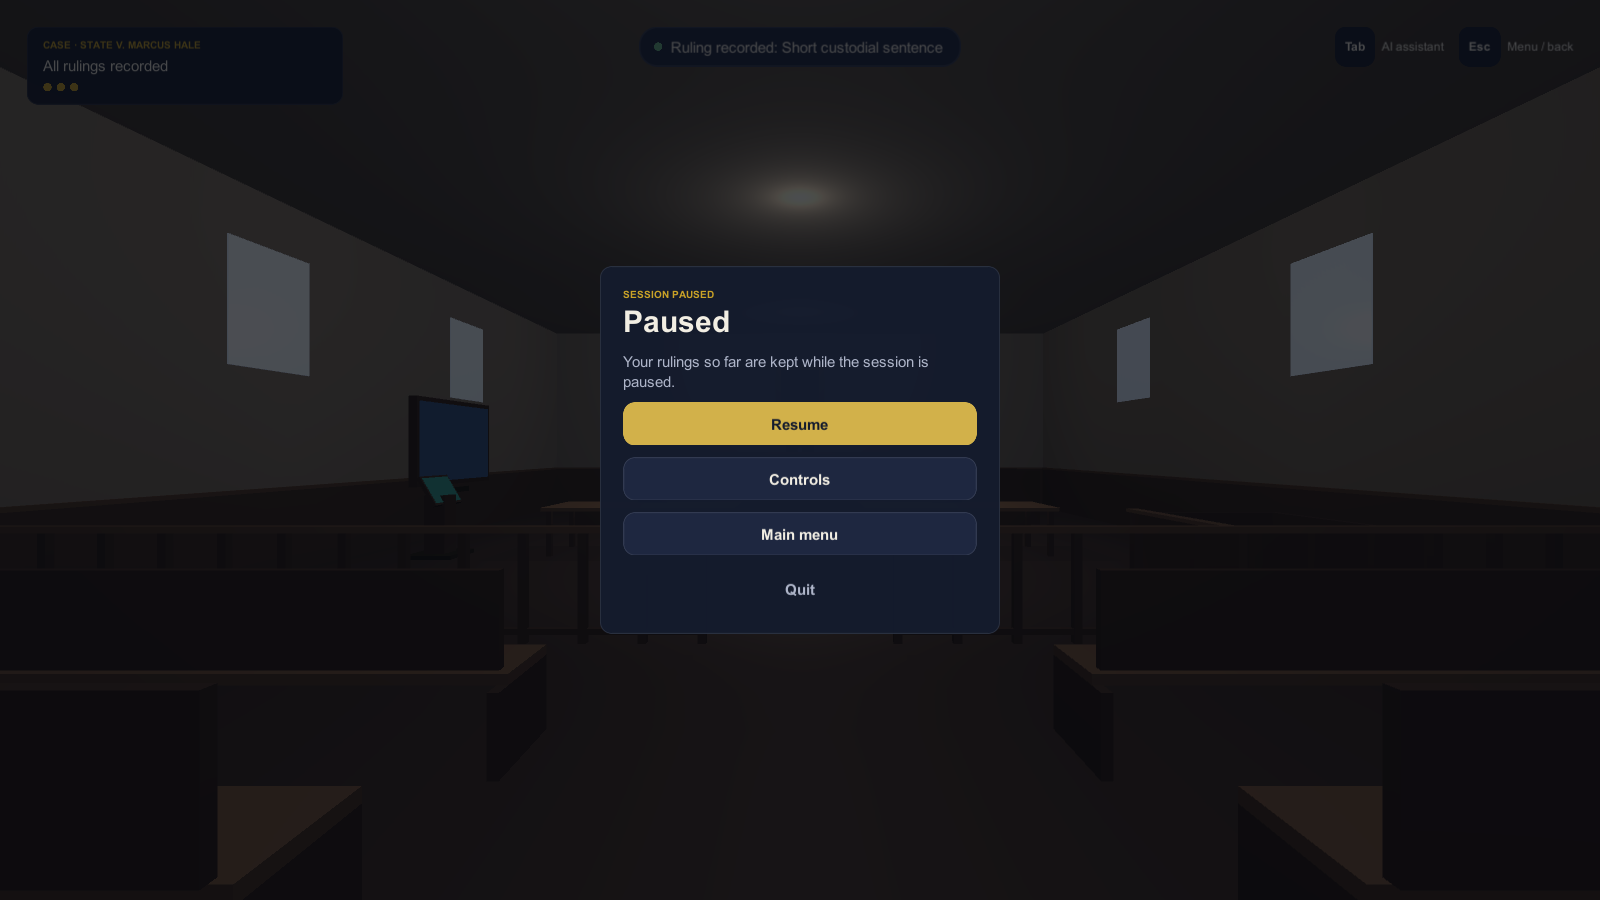 CASE · STATE V. MARCUS HALE
All rulings recorded
Ruling recorded: Short custodial sentence
Tab AI assistant Esc Menu / back
SESSION PAUSED
Paused
Your rulings so far are kept while the session is
paused.
Resume
Controls
Main menu
Quit